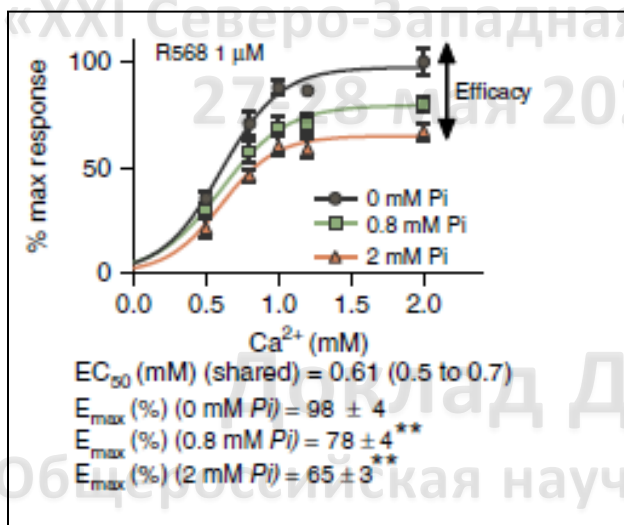 «XXI Северо-Западная
27-28 мая 202
R568 1 μM
Efficacy
% max response
100
50
0
0 mM Pi
0.8 mM Pi
2 mM Pi
0.0 0.5 1.0 1.5 2.0
Ca²⁺ (mM)
EC₅₀ (mM) (shared) = 0.61 (0.5 to 0.7)
Eₘₐₓ (%) (0 mM Pi) = 98 ± 4
Eₘₐₓ (%) (0.8 mM Pi) = 78 ± 4**
Eₘₐₓ (%) (2 mM Pi) = 65 ± 3**
Доклад Д
Общероссийская науч